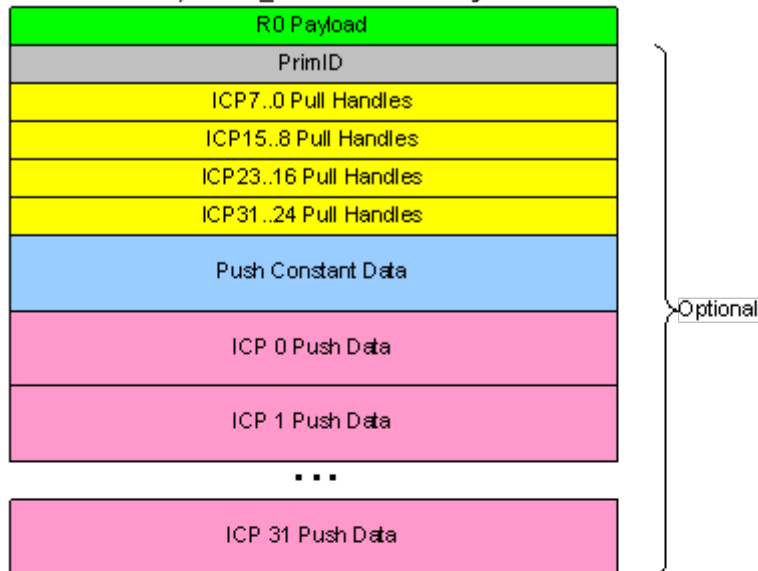 R0 Payload
PrimID
ICP7..0 Pull Handles
ICP15..8 Pull Handles
ICP23..16 Pull Handles
ICP31..24 Pull Handles
Push Constant Data
Optional
ICP 0 Push Data
ICP 1 Push Data
...
ICP 31 Push Data